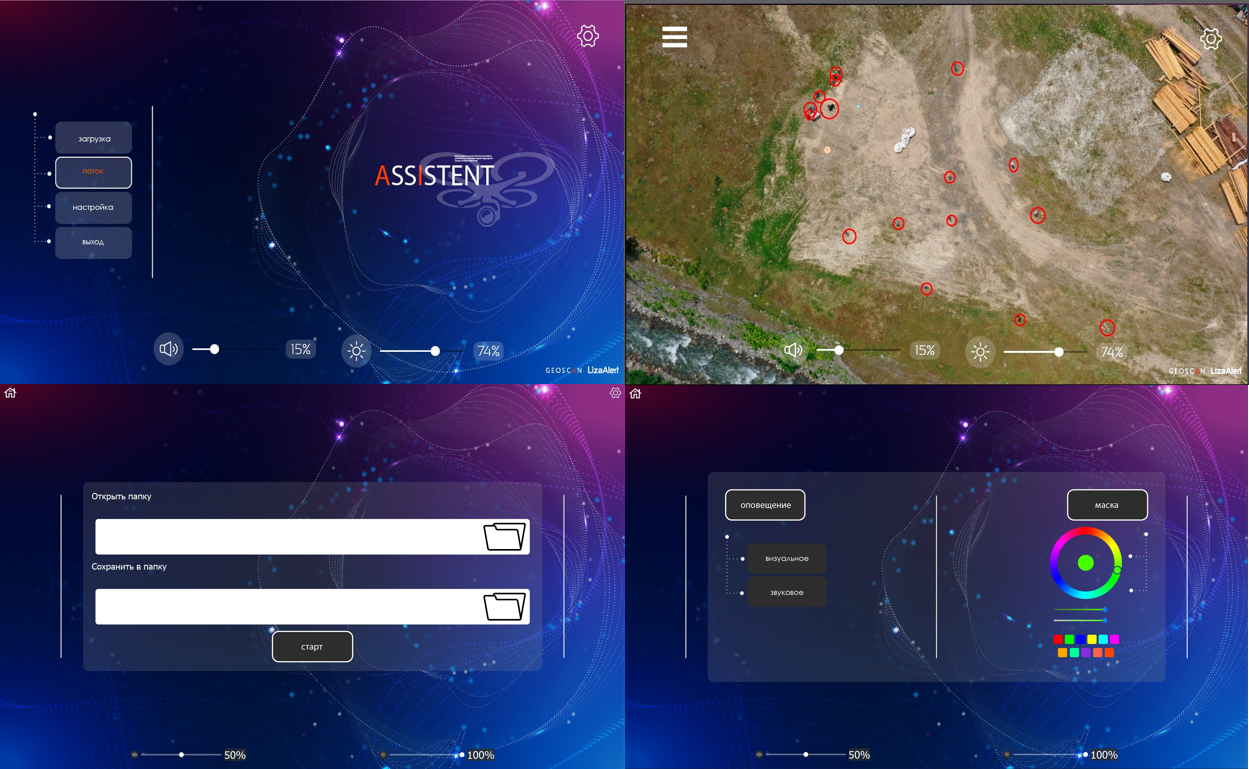 загрузка
поток
настройка
выход
ASSISTENT
15%
74%
GEOSCAN LizaAlert
15%
74%
GEOSCAN LizaAlert
Открыть папку
Сохранить в папку
старт
50%
100%
оповещение
визуальное
звуковое
маска
50%
100%